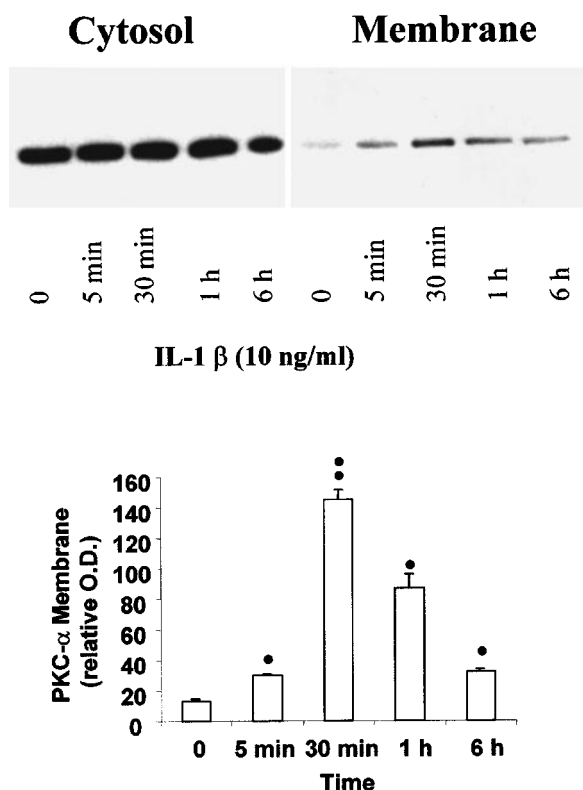 Cytosol Membrane
0 5 min 30 min 1 h 6 h 0 5 min 30 min 1 h 6 h
IL-1 β (10 ng/ml)
160
140
120
100
80
60
40
20
0
PKC-α Membrane
(relative O.D.)
0 5 min 30 min 1 h 6 h
Time